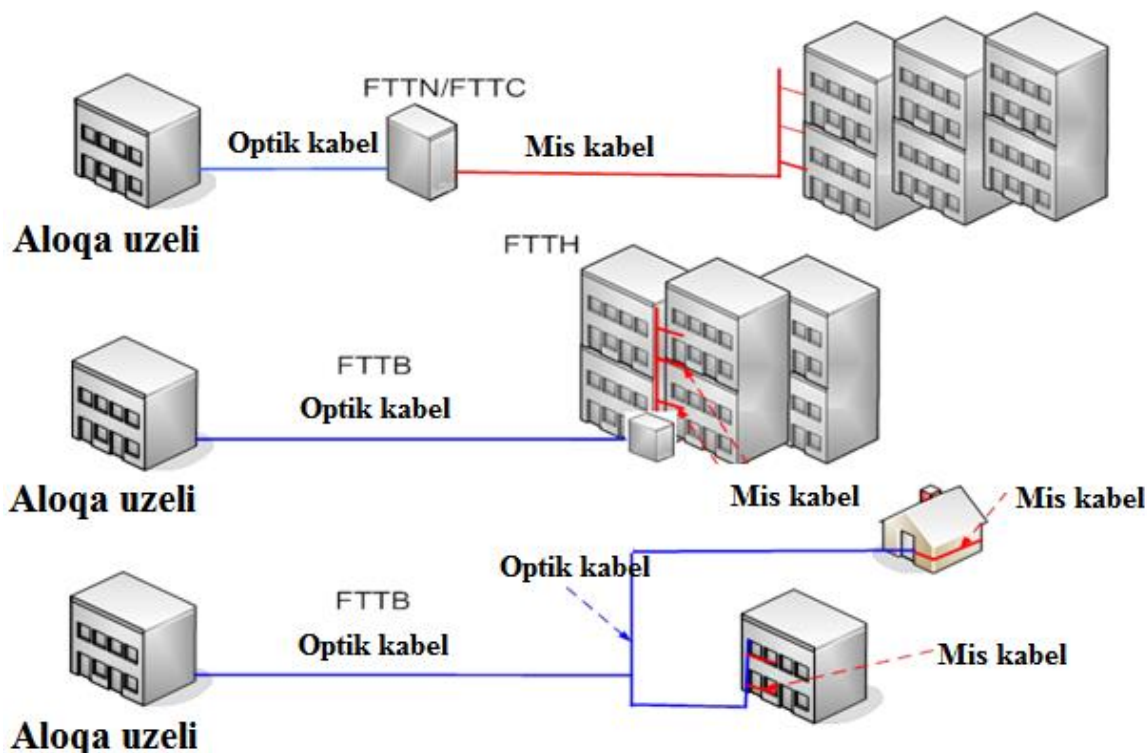 FTTN/FTTC
Optik kabel
Mis kabel
Aloqa uzeli
FTTH
FTTB
Optik kabel
Aloqa uzeli
Mis kabel
Mis kabel
Optik kabel
FTTB
Optik kabel
Mis kabel
Aloqa uzeli